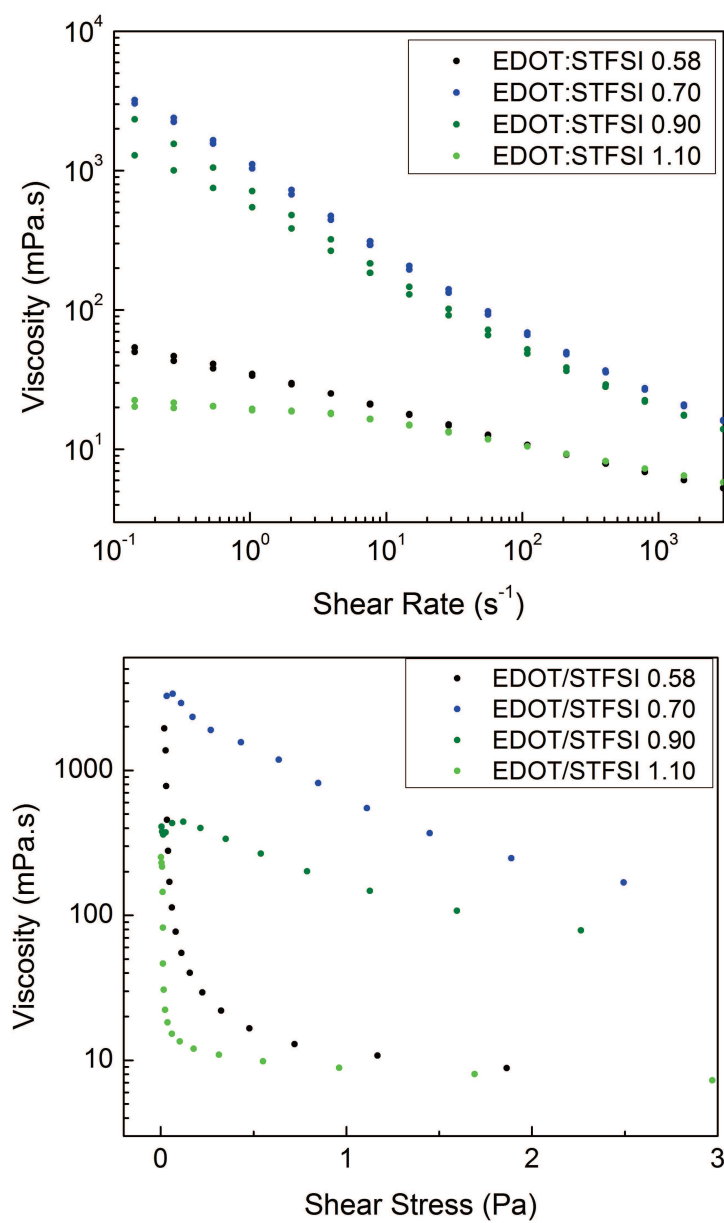 EDOT:STFSI 0.58
EDOT:STFSI 0.70
EDOT:STFSI 0.90
EDOT:STFSI 1.10
10⁴
10³
10²
10¹
Viscosity (mPa.s)
10⁻¹ 10⁰ 10¹ 10² 10³
Shear Rate (s⁻¹)
EDOT/STFSI 0.58
EDOT/STFSI 0.70
EDOT/STFSI 0.90
EDOT/STFSI 1.10
1000
100
10
Viscosity (mPa.s)
0 1 2 3
Shear Stress (Pa)